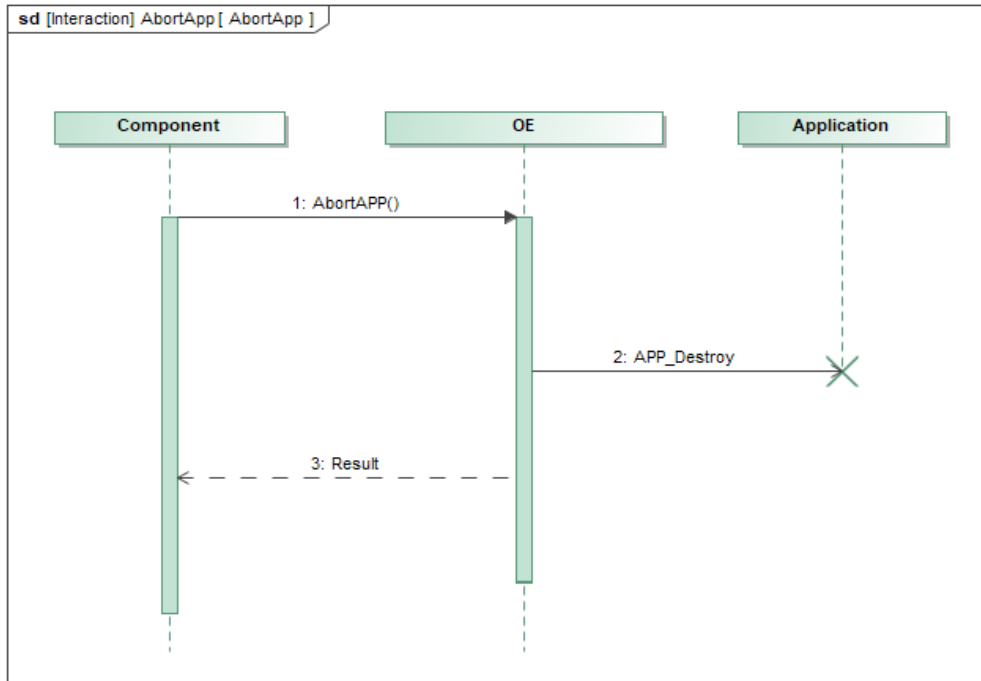 sd [Interaction] AbortApp [ AbortApp ]
Component
OE
Application
1: AbortAPP()
2: APP_Destroy
3: Result